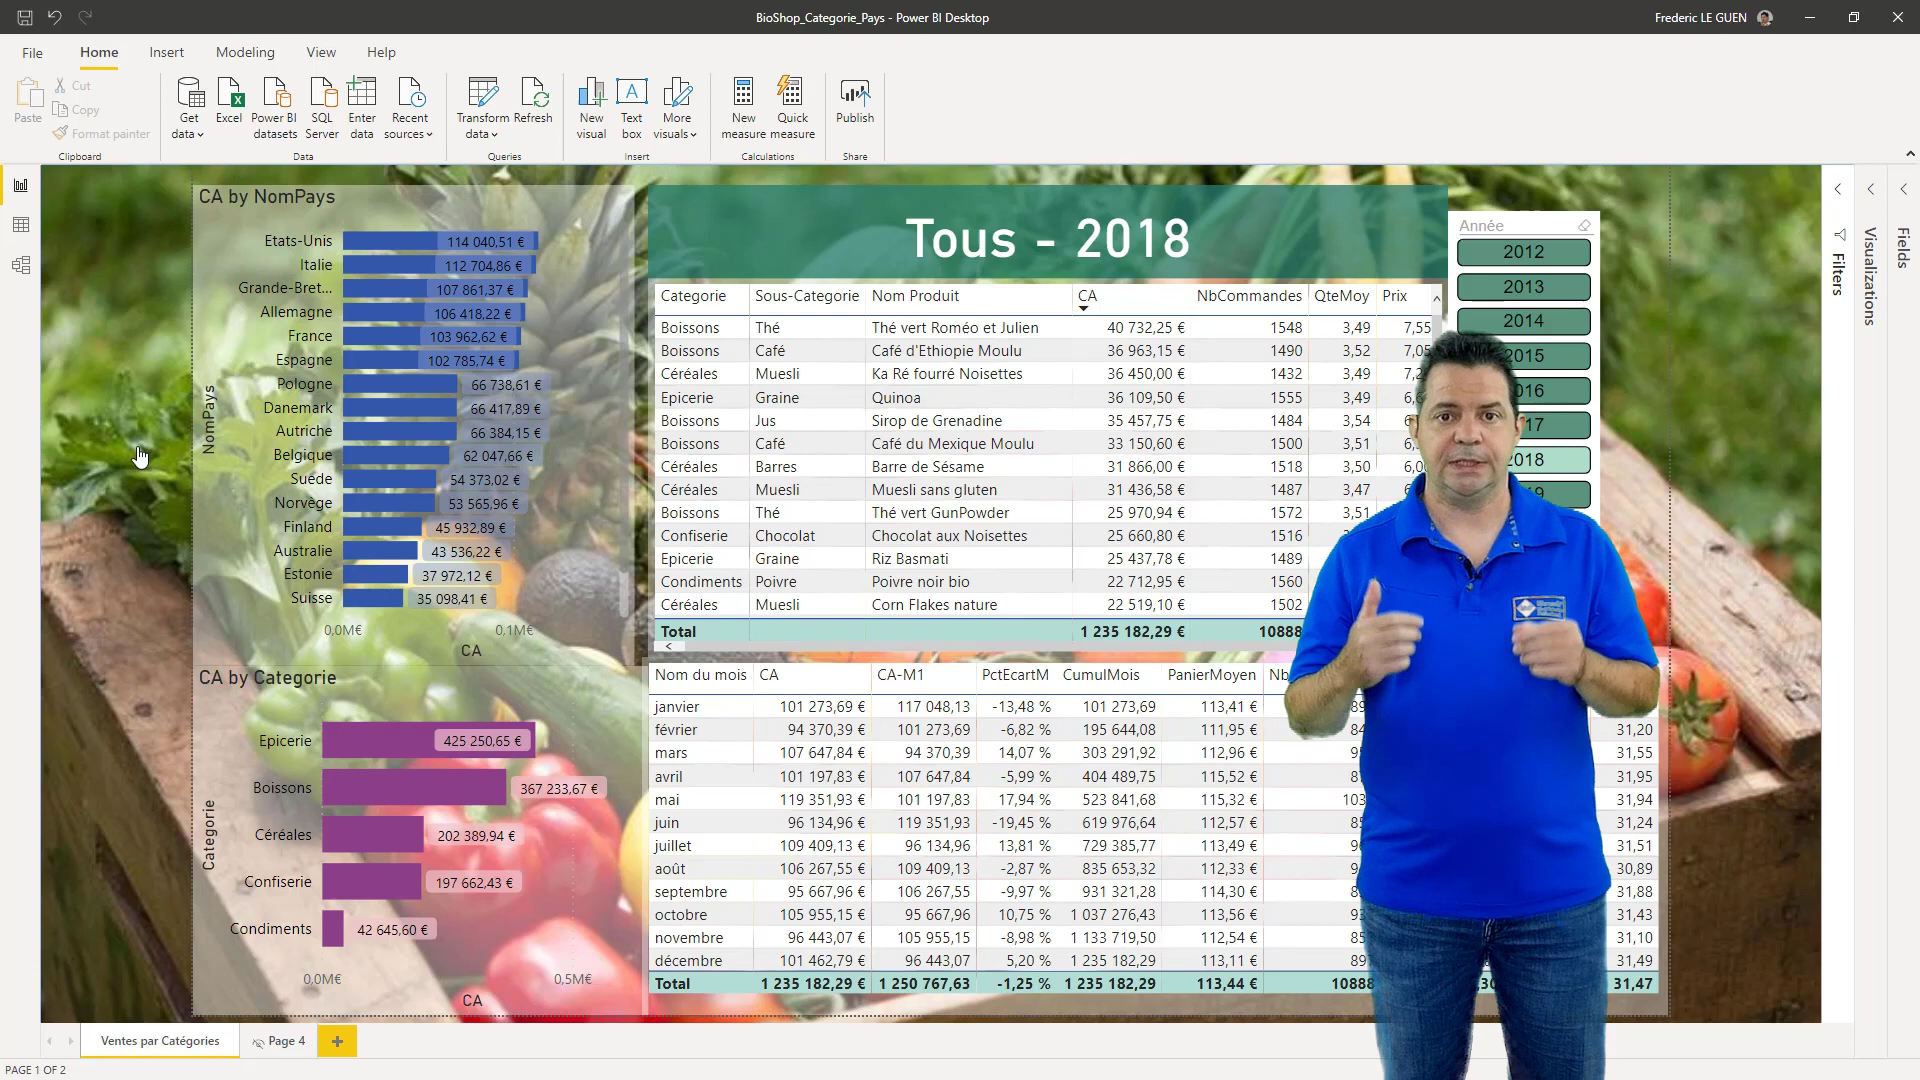 BioShop_Categorie_Pays - Power BI Desktop
Frederic LE GUEN
File Home Insert Modeling View Help
Paste
Cut
Copy
Format painter
Clipboard
Get data
Excel
Power BI datasets
SQL Server
Enter data
Recent sources
Data
Transform data
Refresh
Queries
New visual
Text box
More visuals
Insert
New measure
Quick measure
Calculations
Publish
Share
CA by NomPays
NomPays
Etats-Unis 114 040,51 €
Italie 112 704,86 €
Grande-Bret... 107 861,37 €
Allemagne 106 418,22 €
France 103 962,62 €
Espagne 102 785,74 €
Pologne 66 738,61 €
Danemark 66 417,89 €
Autriche 66 384,15 €
Belgique 62 047,66 €
Suéde 54 373,02 €
Norvège 53 565,96 €
Finland 45 932,89 €
Australie 43 536,22 €
Estonie 37 972,12 €
Suisse 35 098,41 €
0,0M€ 0,1M€
CA
CA by Categorie
Categorie
Epicerie 425 250,65 €
Boissons 367 233,67 €
Céréales 202 389,94 €
Confiserie 197 662,43 €
Condiments 42 645,60 €
0,0M€ 0,5M€
CA
Tous - 2018
Categorie Sous-Categorie Nom Produit CA NbCommandes QteMoy Prix
Boissons Thé Thé vert Roméo et Julien 40 732,25 € 1548 3,49 7,55
Boissons Café Café d'Ethiopie Moulu 36 963,15 € 1490 3,52 7,05
Céréales Muesli Ka Ré fourré Noisettes 36 450,00 € 1432 3,49
Epicerie Graine Quinoa 36 109,50 € 1555 3,49
Boissons Jus Sirop de Grenadine 35 457,75 € 1484 3,54
Boissons Café Café du Mexique Moulu 33 150,60 € 1500 3,51
Céréales Barres Barre de Sésame 31 866,00 € 1518 3,50
Céréales Muesli Muesli sans gluten 31 436,58 € 1487 3,47
Boissons Thé Thé vert GunPowder 25 970,94 € 1572 3,51
Confiserie Chocolat Chocolat aux Noisettes 25 660,80 € 1516
Epicerie Graine Riz Basmati 25 437,78 € 1489
Condiments Poivre Poivre noir bio 22 712,95 € 1560
Céréales Muesli Corn Flakes nature 22 519,10 € 1502
Total 1 235 182,29 € 10888
Année
2012
2013
2014
2015
2018
Nom du mois CA CA-M1 PctEcartM CumulMois PanierMoyen Nb
janvier 101 273,69 € 117 048,13 -13,48 % 101 273,69 113,41 €
février 94 370,39 € 101 273,69 -6,82 % 195 644,08 111,95 € 31,20
mars 107 647,84 € 94 370,39 14,07 % 303 291,92 112,96 € 31,55
avril 101 197,83 € 107 647,84 -5,99 % 404 489,75 115,52 € 31,95
mai 119 351,93 € 101 197,83 17,94 % 523 841,68 115,32 € 31,94
juin 96 134,96 € 119 351,93 -19,45 % 619 976,64 112,57 € 31,24
juillet 109 409,13 € 96 134,96 13,81 % 729 385,77 113,49 € 31,51
août 106 267,55 € 109 409,13 -2,87 % 835 653,32 112,33 € 30,89
septembre 95 667,96 € 106 267,55 -9,97 % 931 321,28 114,30 € 31,88
octobre 105 955,15 € 95 667,96 10,75 % 1 037 276,43 113,56 € 31,43
novembre 96 443,07 € 105 955,15 -8,98 % 1 133 719,50 112,54 € 31,10
décembre 101 462,79 € 96 443,07 5,20 % 1 235 182,29 113,11 € 31,49
Total 1 235 182,29 € 1 250 767,63 -1,25 % 1 235 182,29 113,44 € 10888 31,47
Filters
Visualizations
Fields
Ventes par Catégories
Page 4
PAGE 1 OF 2